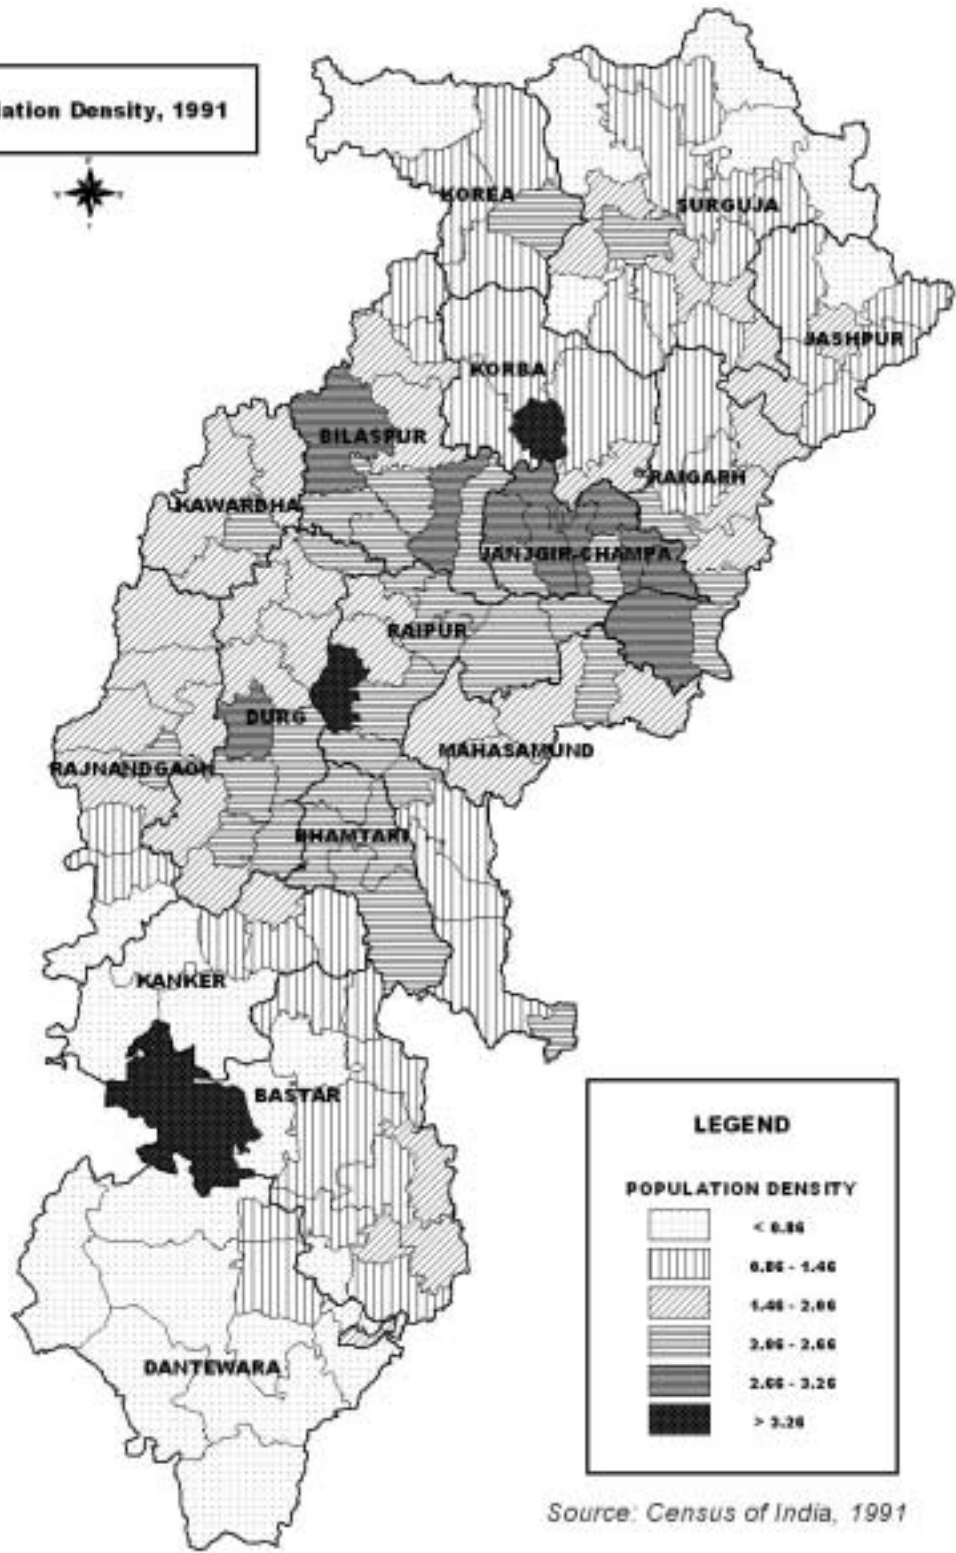 lation Density, 1991
KOREA
SURGUJA
JASHPUR
KORBA
BILASPUR
RAIGARH
KAWARDHA
JANJGIR-CHAMPA
RAIPUR
DURG
MAHASAMUND
RAJNANDGAON
DHAMTARI
KANKER
BASTAR
DANTEWARA
LEGEND
POPULATION DENSITY
< 0.86
0.86 - 1.46
1.46 - 2.06
2.06 - 2.66
2.66 - 3.26
> 3.26
Source: Census of India, 1991